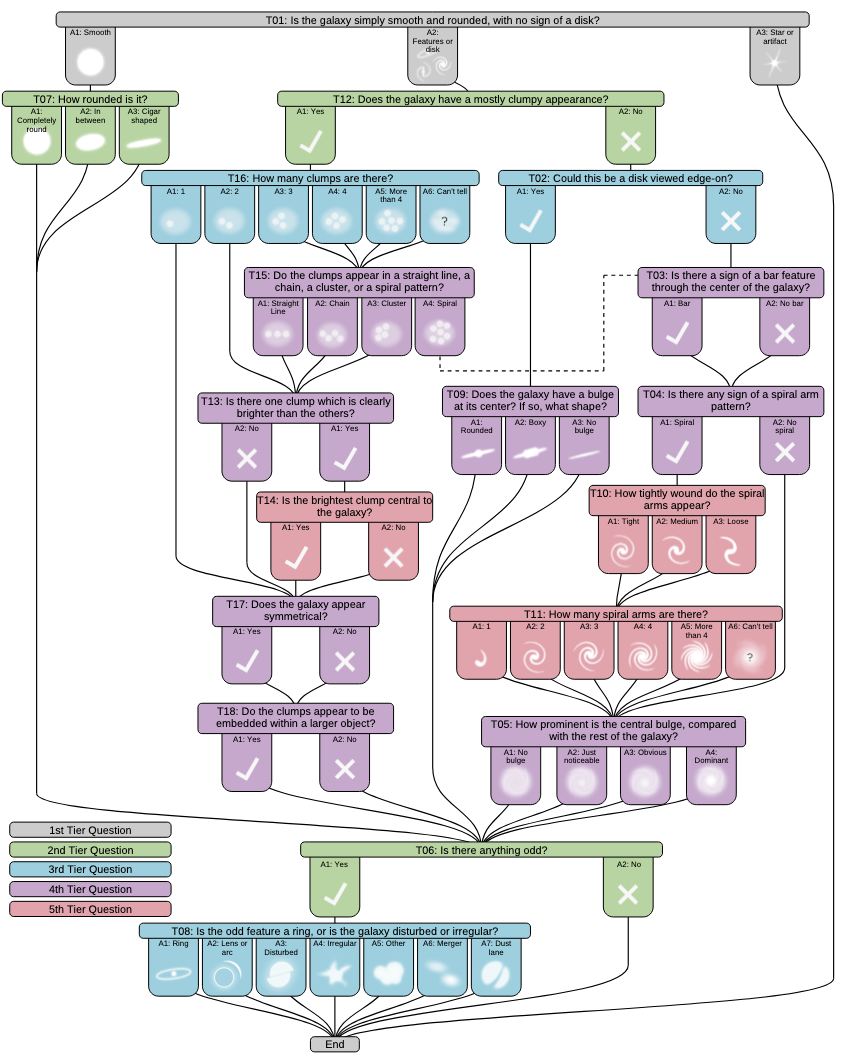 T01: Is the galaxy simply smooth and rounded, with no sign of a disk?
A1: Smooth
A2:
Features or
disk
A3: Star or
artifact
T07: How rounded is it?
A1:
Completely
round
A2: In
between
A3: Cigar
shaped
T12: Does the galaxy have a mostly clumpy appearance?
A1: Yes
A2: No
T16: How many clumps are there?
A1: 1
A2: 2
A3: 3
A4: 4
A5: More
than 4
A6: Can't tell
?
T02: Could this be a disk viewed edge-on?
A1: Yes
A2: No
T15: Do the clumps appear in a straight line, a
chain, a cluster, or a spiral pattern?
A1: Straight
Line
A2: Chain
A3: Cluster
A4: Spiral
T03: Is there a sign of a bar feature
through the center of the galaxy?
A1: Bar
A2: No bar
T13: Is there one clump which is clearly
brighter than the others?
A2: No
A1: Yes
T09: Does the galaxy have a bulge
at its center? If so, what shape?
A1:
Rounded
A2: Boxy
A3: No
bulge
T04: Is there any sign of a spiral arm
pattern?
A1: Spiral
A2: No
spiral
T14: Is the brightest clump central to
the galaxy?
A1: Yes
A2: No
T10: How tightly wound do the spiral
arms appear?
A1: Tight
A2: Medium
A3: Loose
T17: Does the galaxy appear
symmetrical?
A1: Yes
A2: No
T11: How many spiral arms are there?
A1: 1
A2: 2
A3: 3
A4: 4
A5: More
than 4
A6: Can't tell
?
T18: Do the clumps appear to be
embedded within a larger object?
A1: Yes
A2: No
T05: How prominent is the central bulge, compared
with the rest of the galaxy?
A1: No
bulge
A2: Just
noticeable
A3: Obvious
A4:
Dominant
1st Tier Question
2nd Tier Question
3rd Tier Question
4th Tier Question
5th Tier Question
T06: Is there anything odd?
A1: Yes
A2: No
T08: Is the odd feature a ring, or is the galaxy disturbed or irregular?
A1: Ring
A2: Lens or
arc
A3:
Disturbed
A4: Irregular
A5: Other
A6: Merger
A7: Dust
lane
End